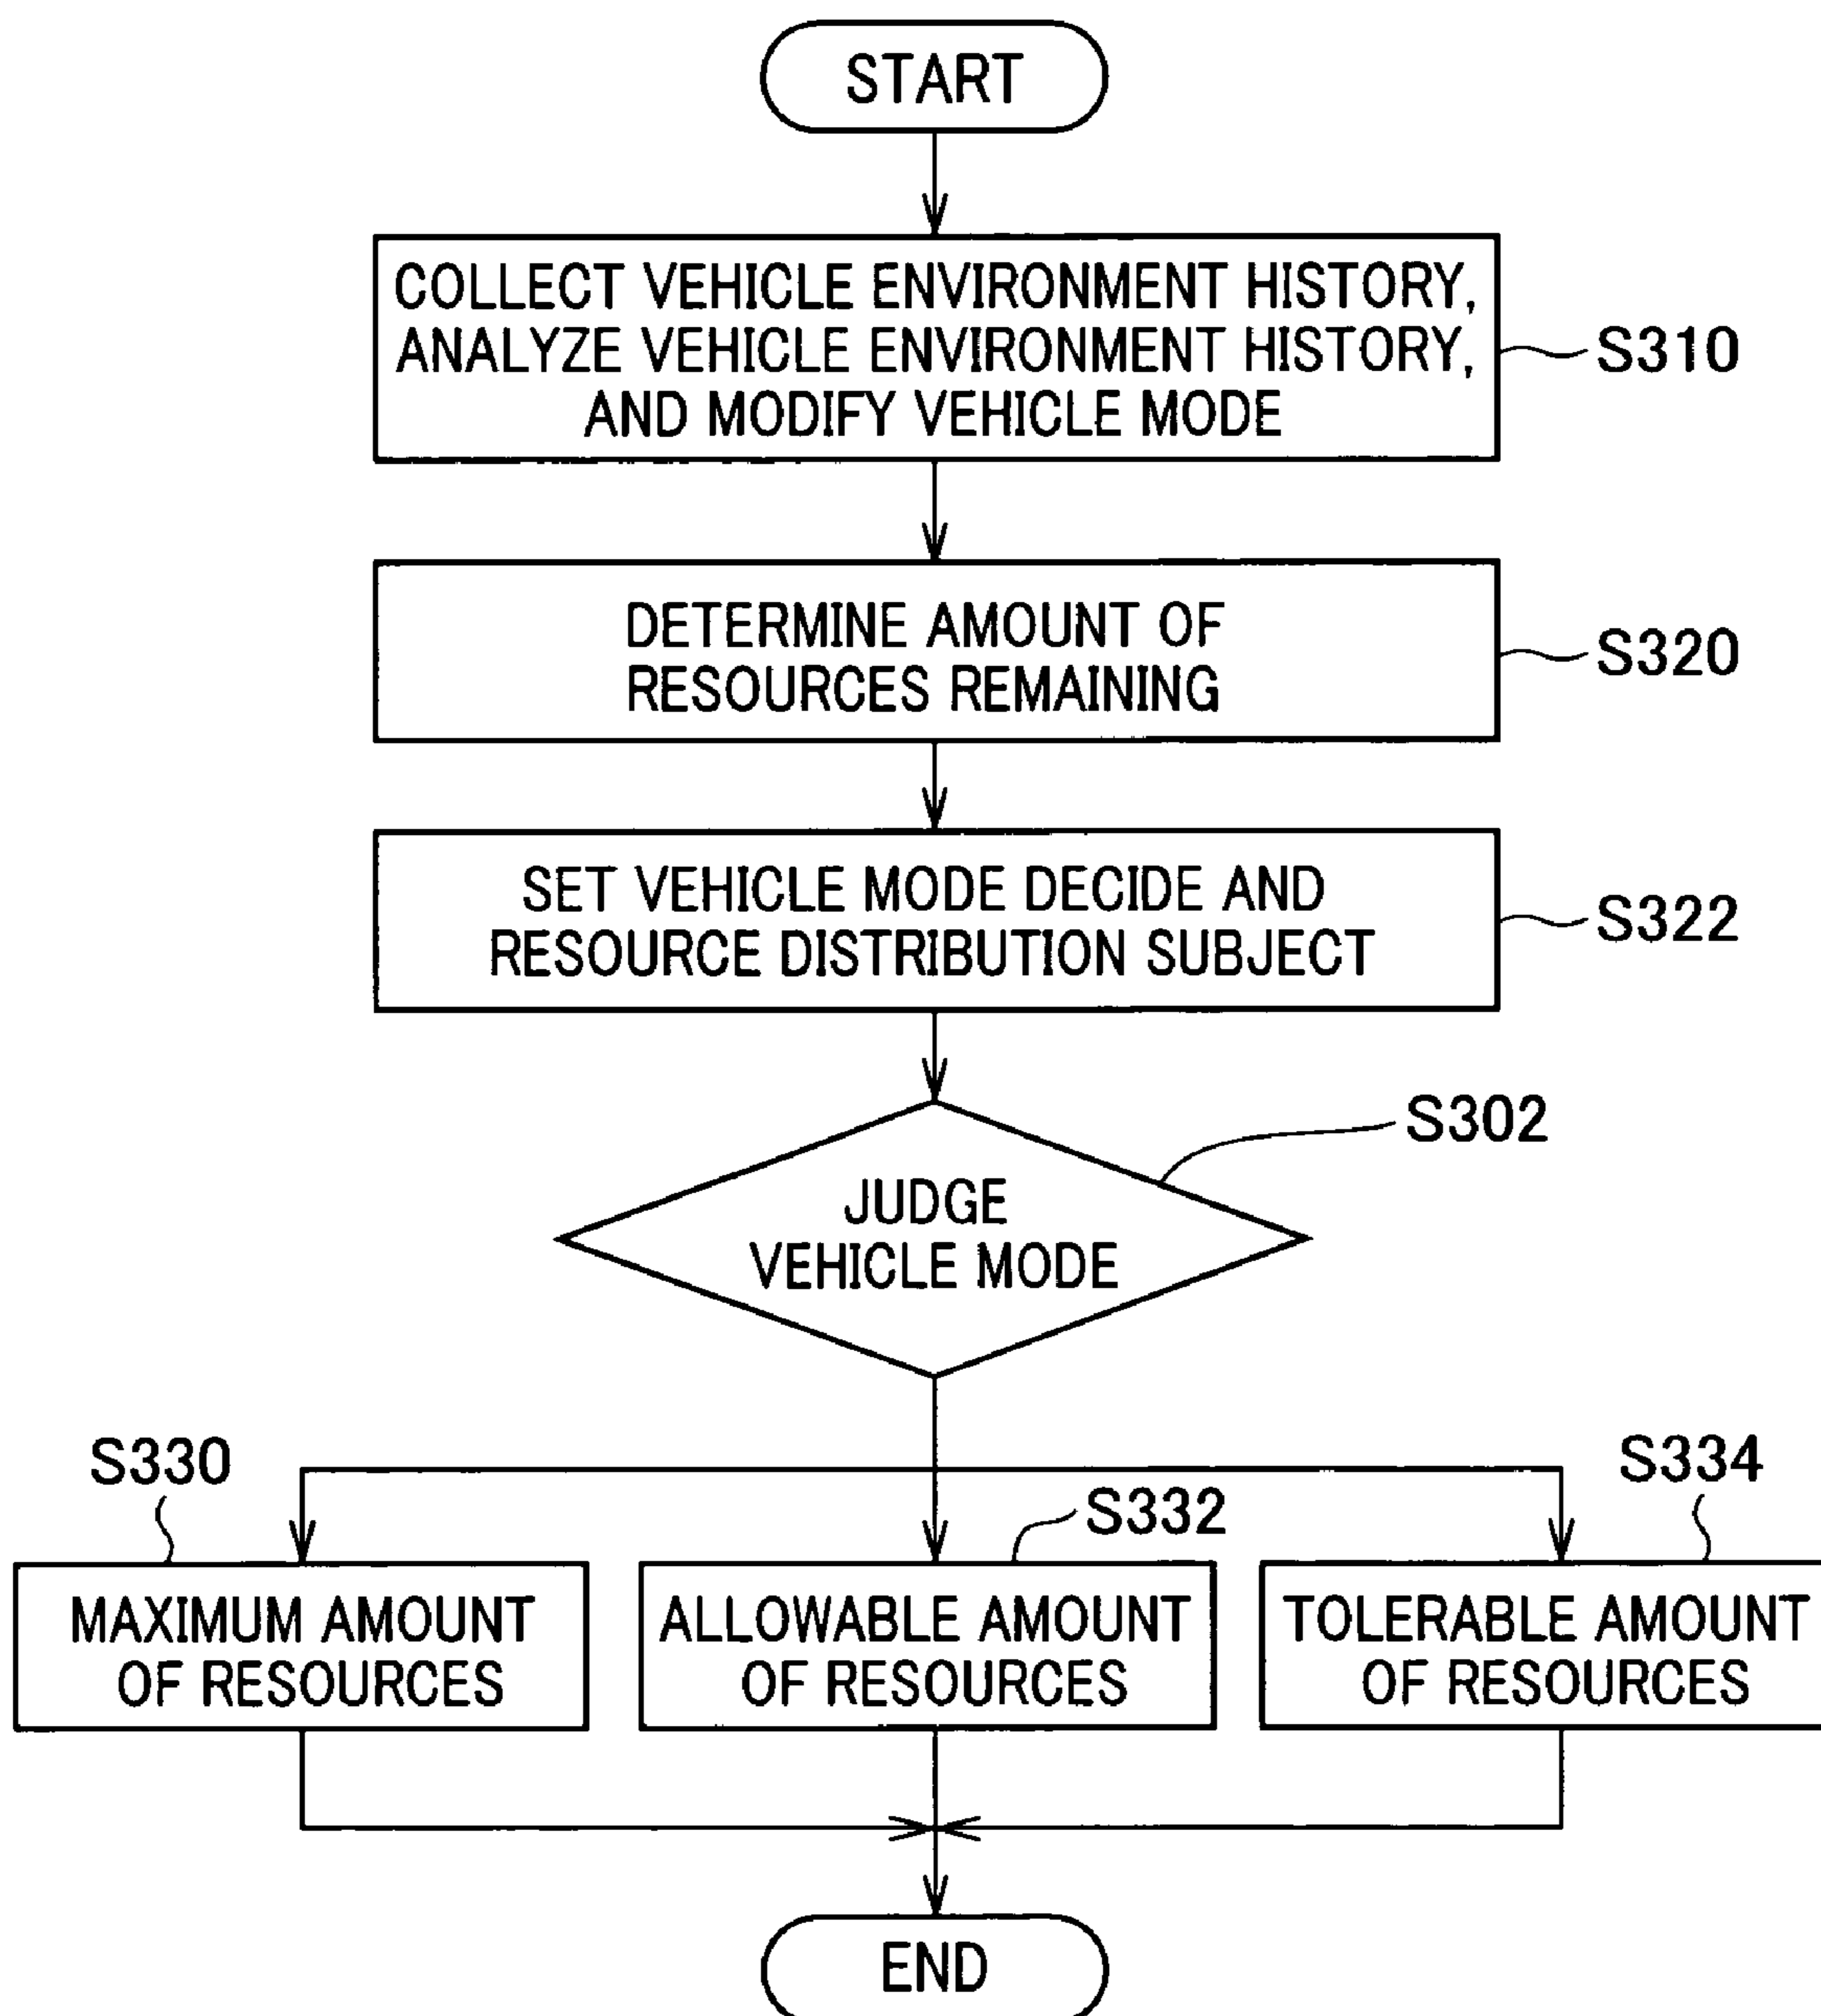 START
COLLECT VEHICLE ENVIRONMENT HISTORY,
ANALYZE VEHICLE ENVIRONMENT HISTORY,
AND MODIFY VEHICLE MODE
S310
DETERMINE AMOUNT OF
RESOURCES REMAINING
S320
SET VEHICLE MODE DECIDE AND
RESOURCE DISTRIBUTION SUBJECT
S322
S302
JUDGE
VEHICLE MODE
S330
MAXIMUM AMOUNT
OF RESOURCES
S332
ALLOWABLE AMOUNT
OF RESOURCES
S334
TOLERABLE AMOUNT
OF RESOURCES
END